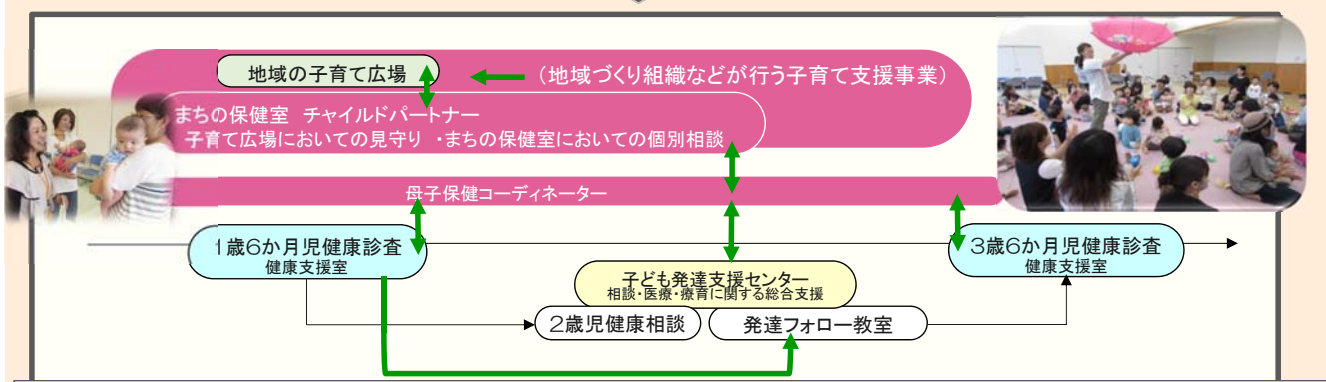 地域の子育て広場
（地域づくり組織などが行う子育て支援事業）
まちの保健室　チャイルドパートナー
子育て広場においての見守り　・まちの保健室においての個別相談
母子保健コーディネーター
1歳6か月児健康診査
健康支援室
3歳6か月児健康診査
健康支援室
子ども発達支援センター
相談・医療・療育に関する総合支援
2歳児健康相談
発達フォロー教室